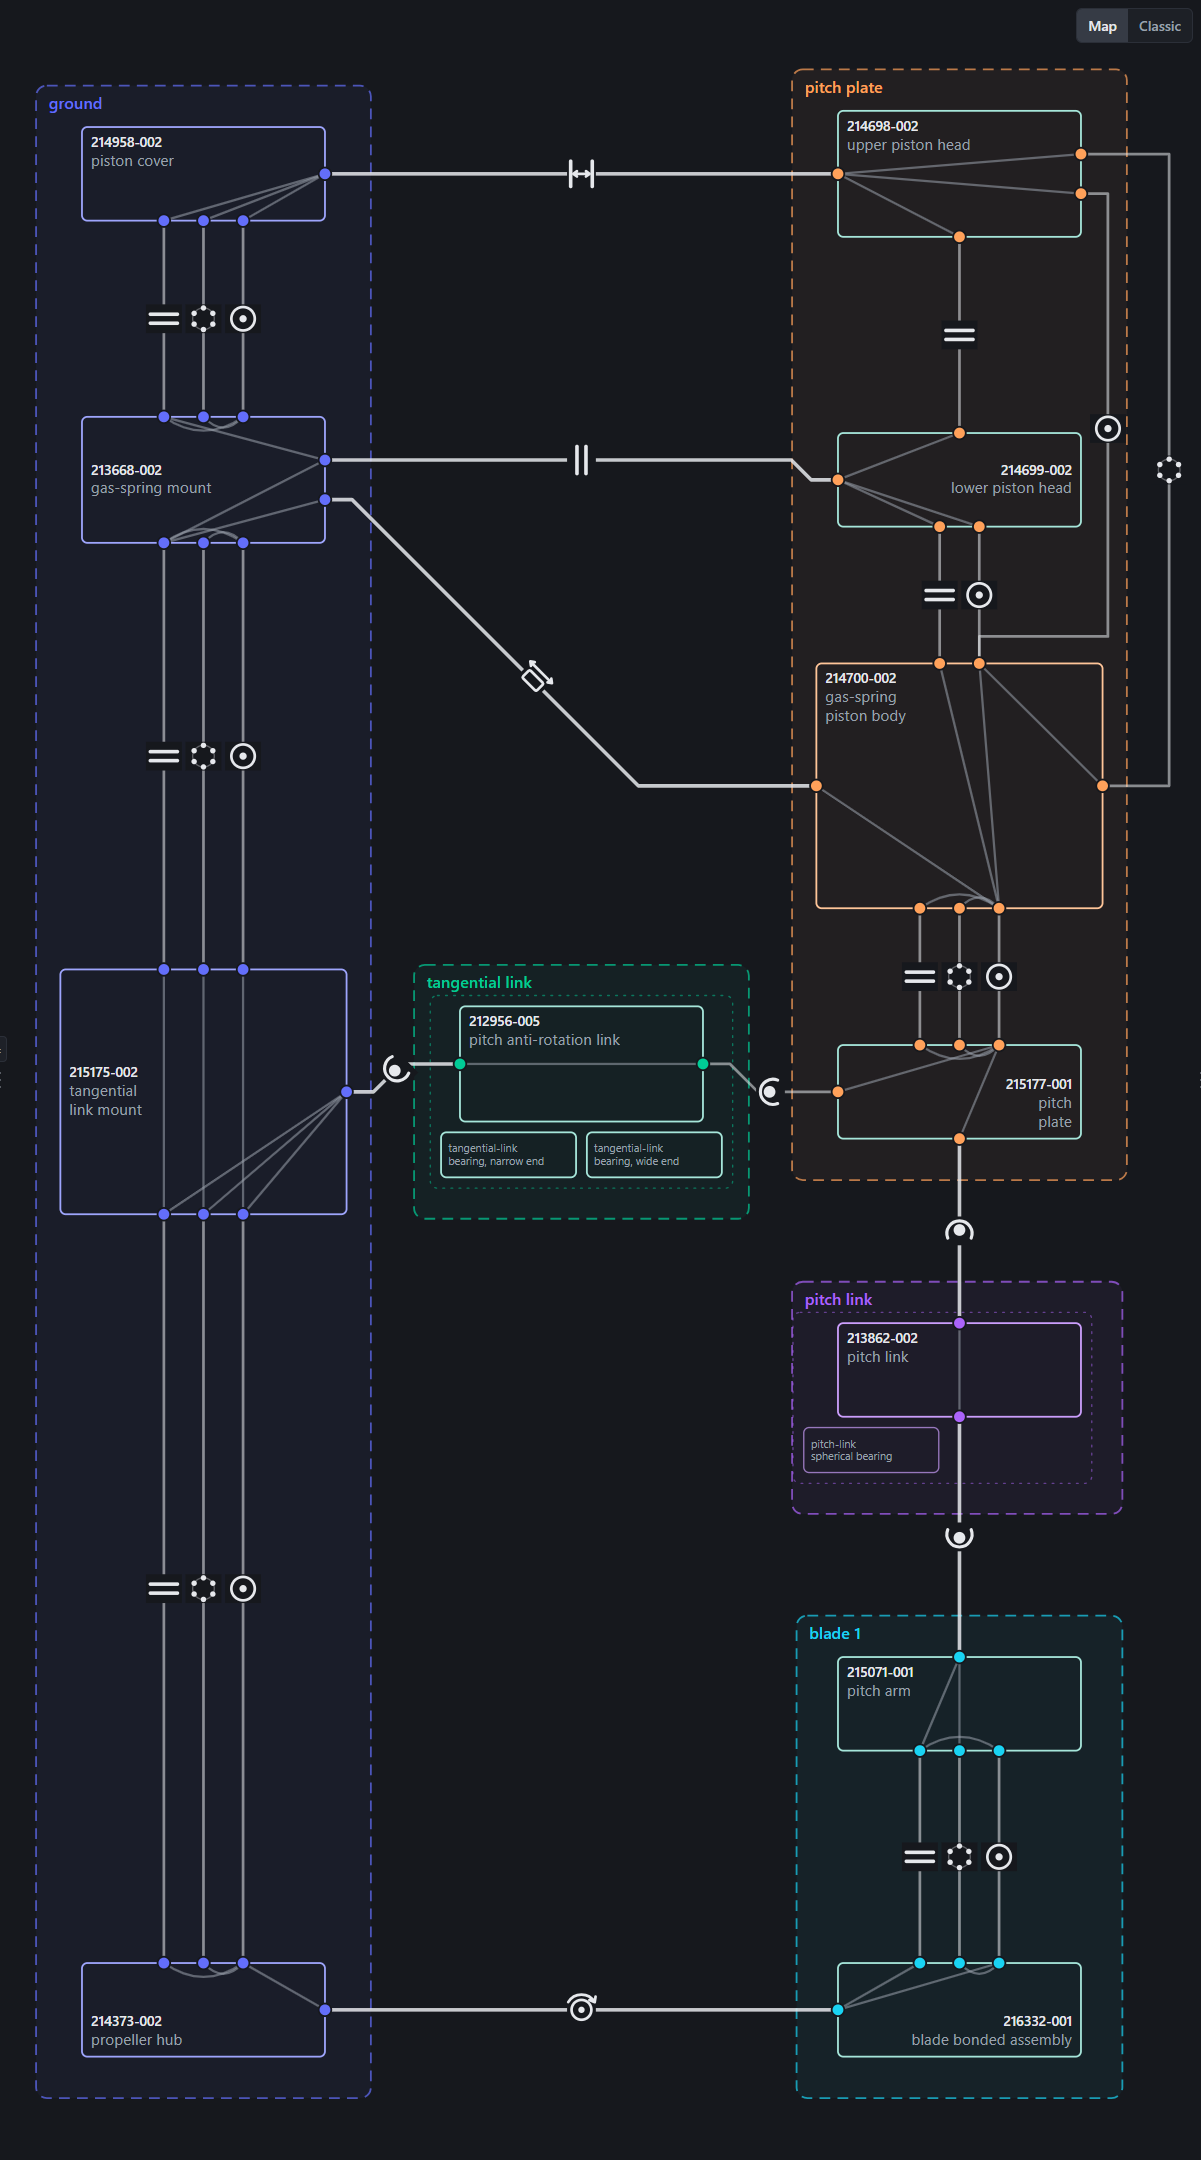 Map
Classic
ground
214958-002
piston cover
213668-002
gas-spring mount
215175-002
tangential
link mount
214373-002
propeller hub
tangential link
212956-005
pitch anti-rotation link
tangential-link
bearing, narrow end
tangential-link
bearing, wide end
pitch plate
214698-002
upper piston head
214699-002
lower piston head
214700-002
gas-spring
piston body
215177-001
pitch
plate
pitch link
213862-002
pitch link
pitch-link
spherical bearing
blade 1
215071-001
pitch arm
216332-001
blade bonded assembly